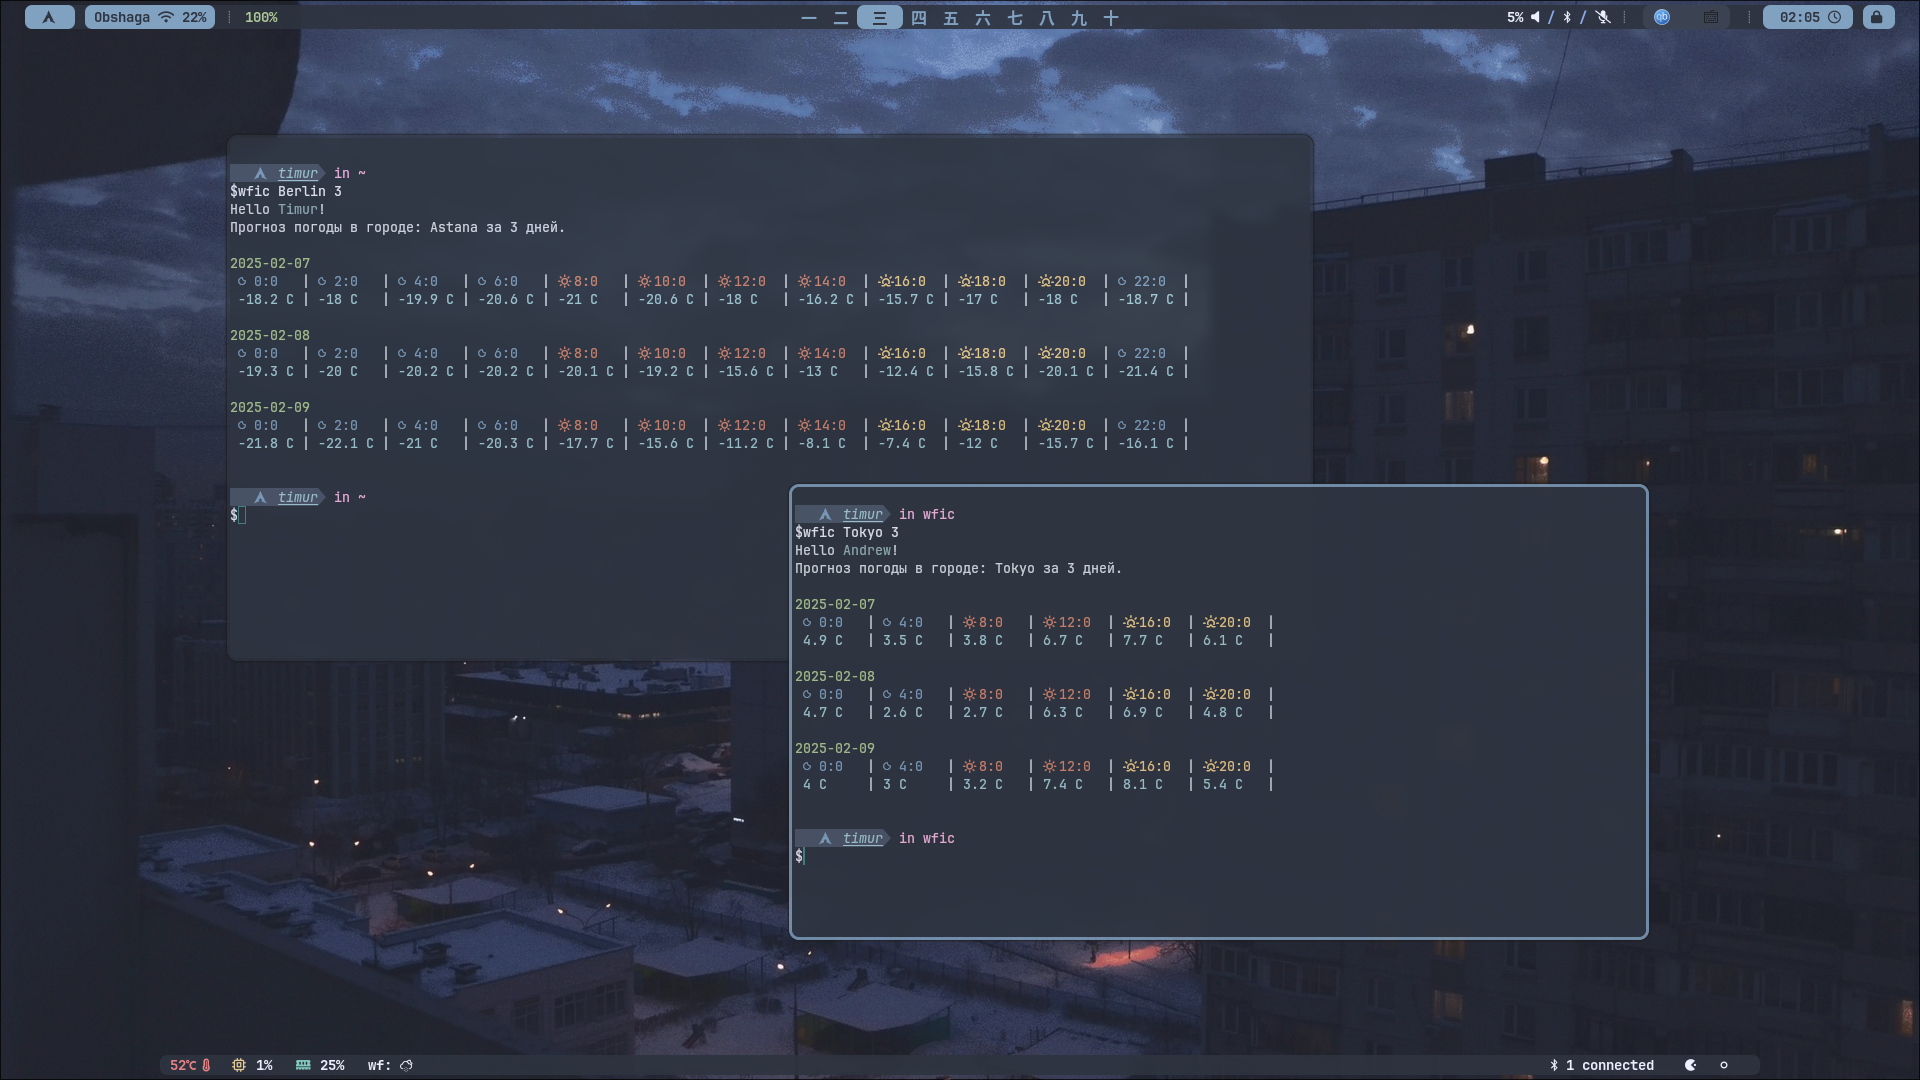 Obshaga 22% 100% 一 二 三 四 五 六 七 八 九 十 5% / / 02:05
timur in ~
$wfic Berlin 3
Hello Timur!
Прогноз погоды в городе: Astana за 3 дней.
2025-02-07
0:0 | 2:0 | 4:0 | 6:0 | 8:0 | 10:0 | 12:0 | 14:0 | 16:0 | 18:0 | 20:0 | 22:0 |
-18.2 C | -18 C | -19.9 C | -20.6 C | -21 C | -20.6 C | -18 C | -16.2 C | -15.7 C | -17 C | -18 C | -18.7 C |
2025-02-08
0:0 | 2:0 | 4:0 | 6:0 | 8:0 | 10:0 | 12:0 | 14:0 | 16:0 | 18:0 | 20:0 | 22:0 |
-19.3 C | -20 C | -20.2 C | -20.2 C | -20.1 C | -19.2 C | -15.6 C | -13 C | -12.4 C | -15.8 C | -20.1 C | -21.4 C |
2025-02-09
0:0 | 2:0 | 4:0 | 6:0 | 8:0 | 10:0 | 12:0 | 14:0 | 16:0 | 18:0 | 20:0 | 22:0 |
-21.8 C | -22.1 C | -21 C | -20.3 C | -17.7 C | -15.6 C | -11.2 C | -8.1 C | -7.4 C | -12 C | -15.7 C | -16.1 C |
timur in ~
$
timur in wfic
$wfic Tokyo 3
Hello Andrew!
Прогноз погоды в городе: Tokyo за 3 дней.
2025-02-07
0:0 | 4:0 | 8:0 | 12:0 | 16:0 | 20:0 |
4.9 C | 3.5 C | 3.8 C | 6.7 C | 7.7 C | 6.1 C |
2025-02-08
0:0 | 4:0 | 8:0 | 12:0 | 16:0 | 20:0 |
4.7 C | 2.6 C | 2.7 C | 6.3 C | 6.9 C | 4.8 C |
2025-02-09
0:0 | 4:0 | 8:0 | 12:0 | 16:0 | 20:0 |
4 C | 3 C | 3.2 C | 7.4 C | 8.1 C | 5.4 C |
timur in wfic
$
52°C 1% 25% wf: 1 connected